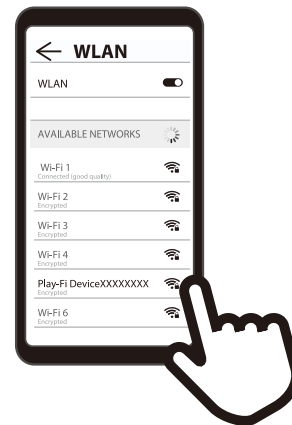 WLAN
WLAN
AVAILABLE NETWORKS
Wi-Fi 1
Connected (good quality)
Wi-Fi 2
Encrypted
Wi-Fi 3
Encrypted
Wi-Fi 4
Encrypted
Play-Fi DeviceXXXXXXXX
Encrypted
Wi-Fi 6
Encrypted